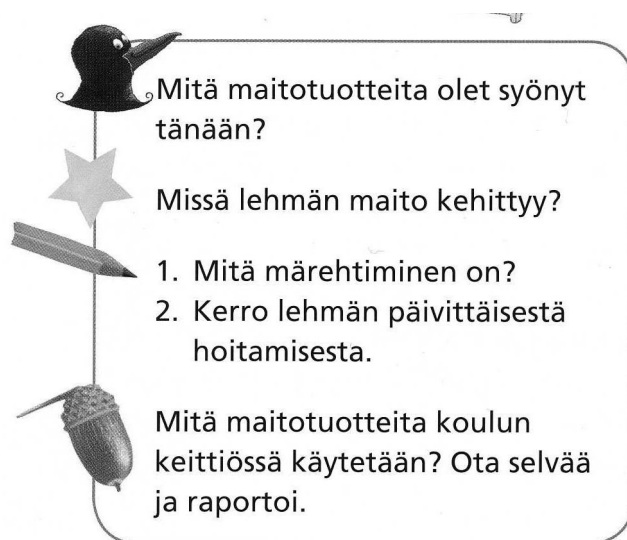 Mitä maitotuotteita olet syönyt
tänään?
Missä lehmän maito kehittyy?
1. Mitä märehtiminen on?
2. Kerro lehmän päivittäisestä
hoitamisesta.
Mitä maitotuotteita koulun
keittiössä käytetään? Ota selvää
ja raportoi.